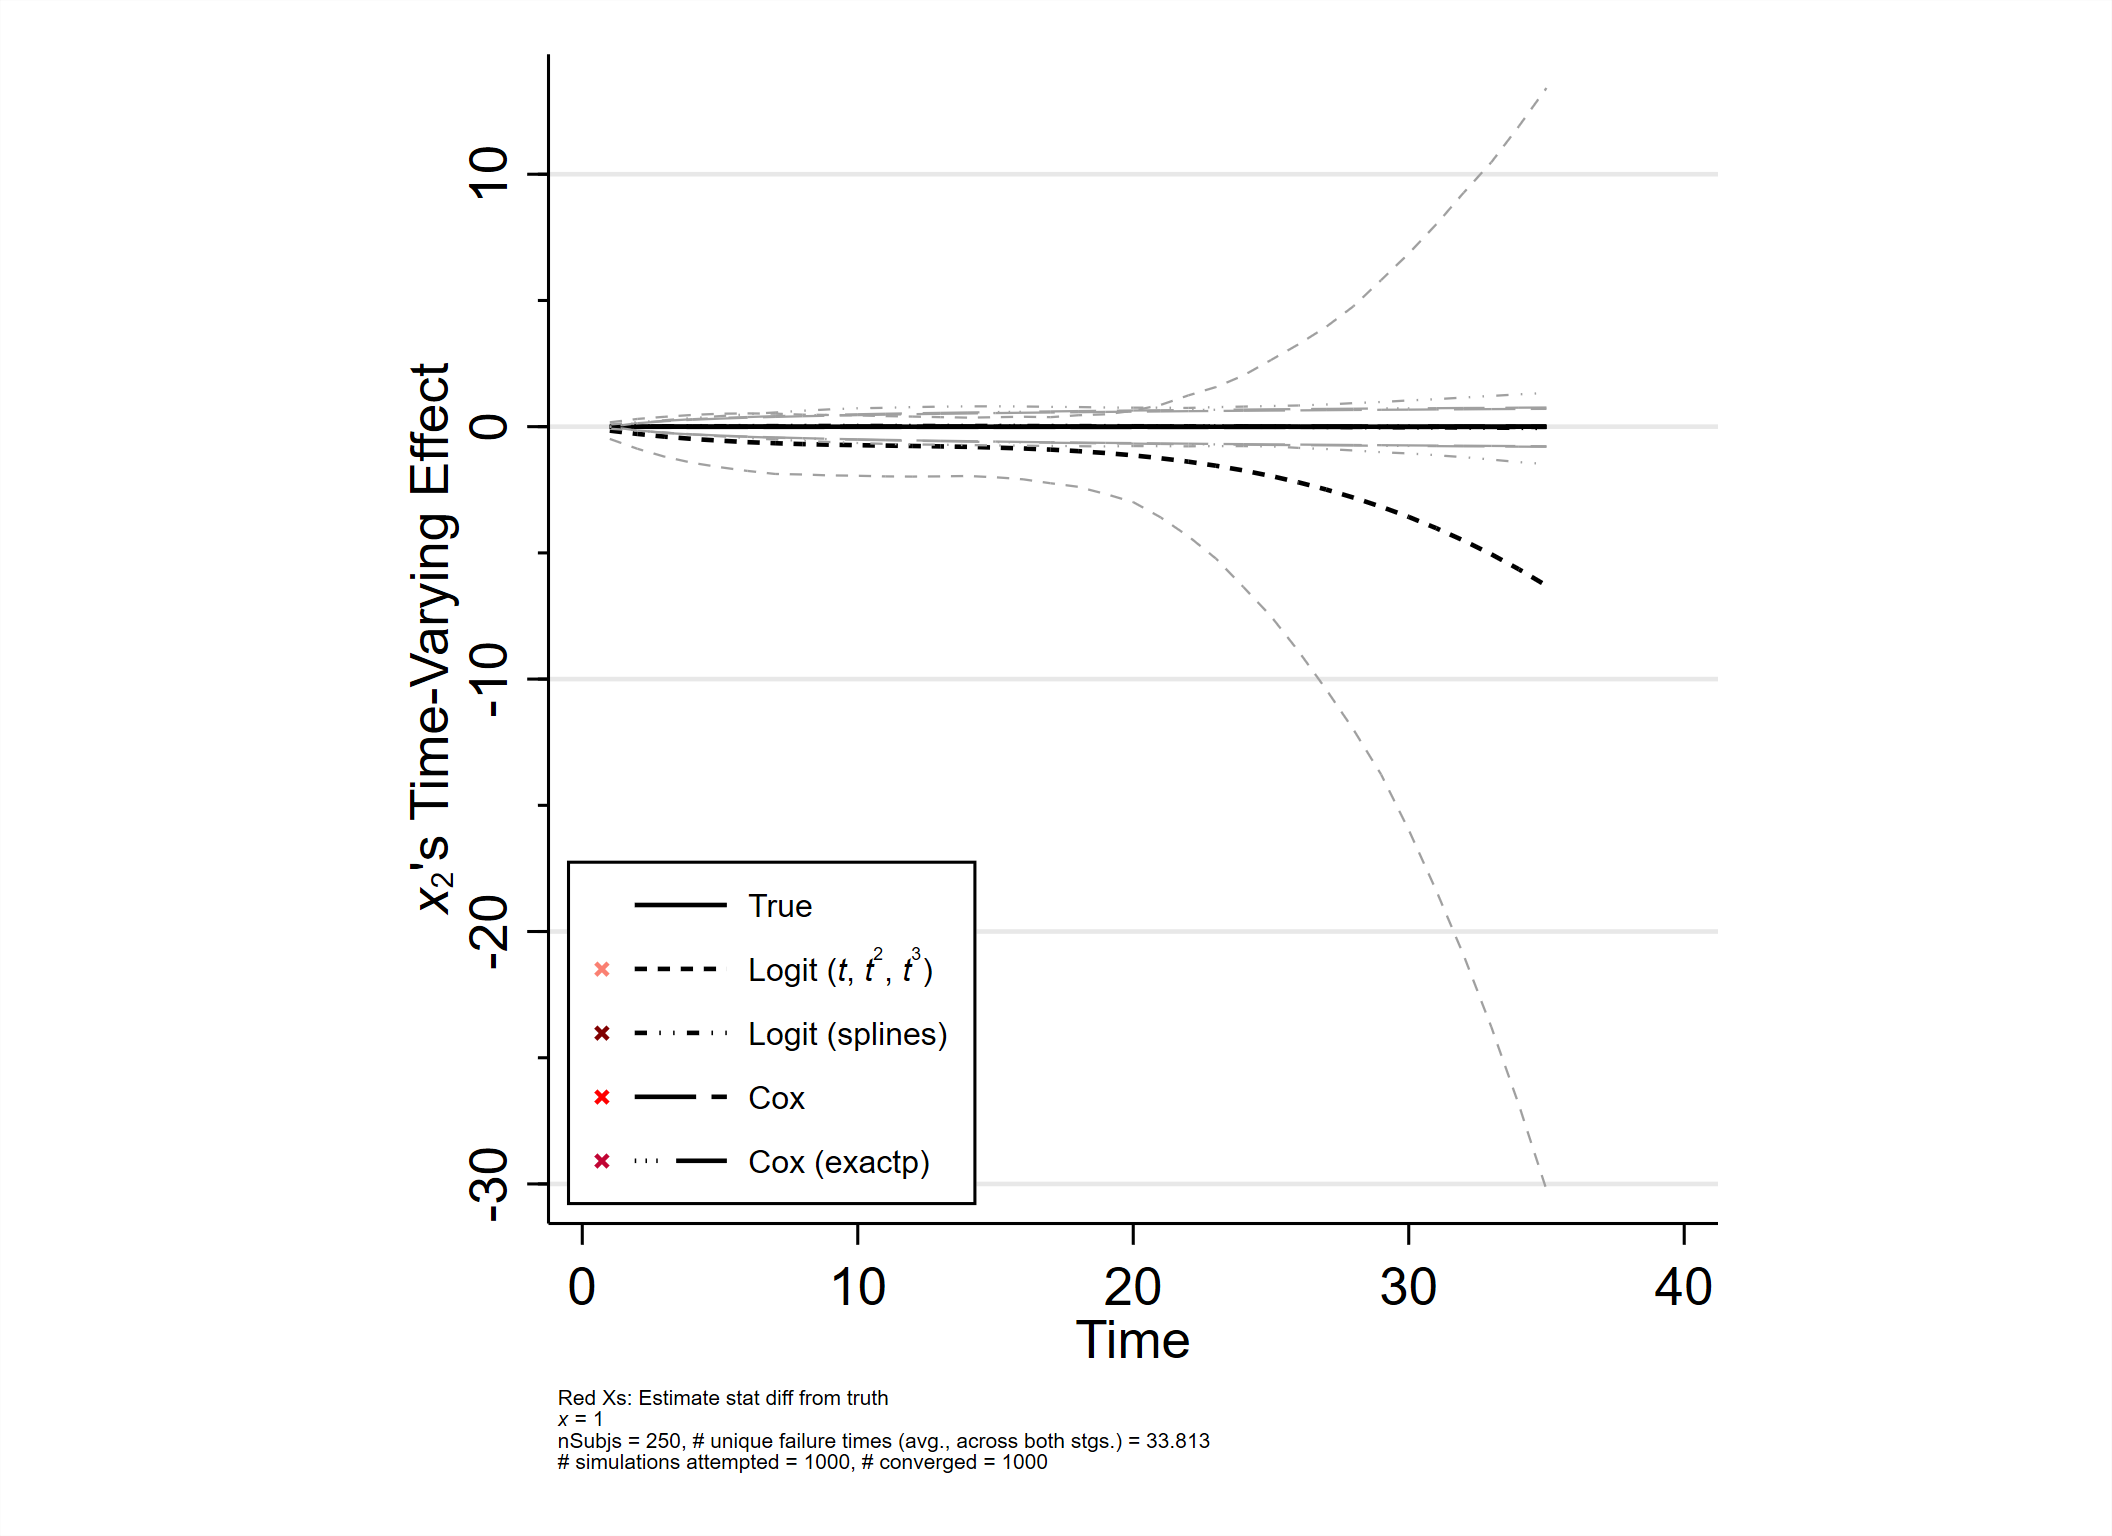 10
0
-10
-20
-30
x₂'s Time-Varying Effect
True
Logit (t, t², t³)
Logit (splines)
Cox
Cox (exactp)
0 10 20 30 40
Time
Red Xs: Estimate stat diff from truth
x = 1
nSubjs = 250, # unique failure times (avg., across both stgs.) = 33.813
# simulations attempted = 1000, # converged = 1000